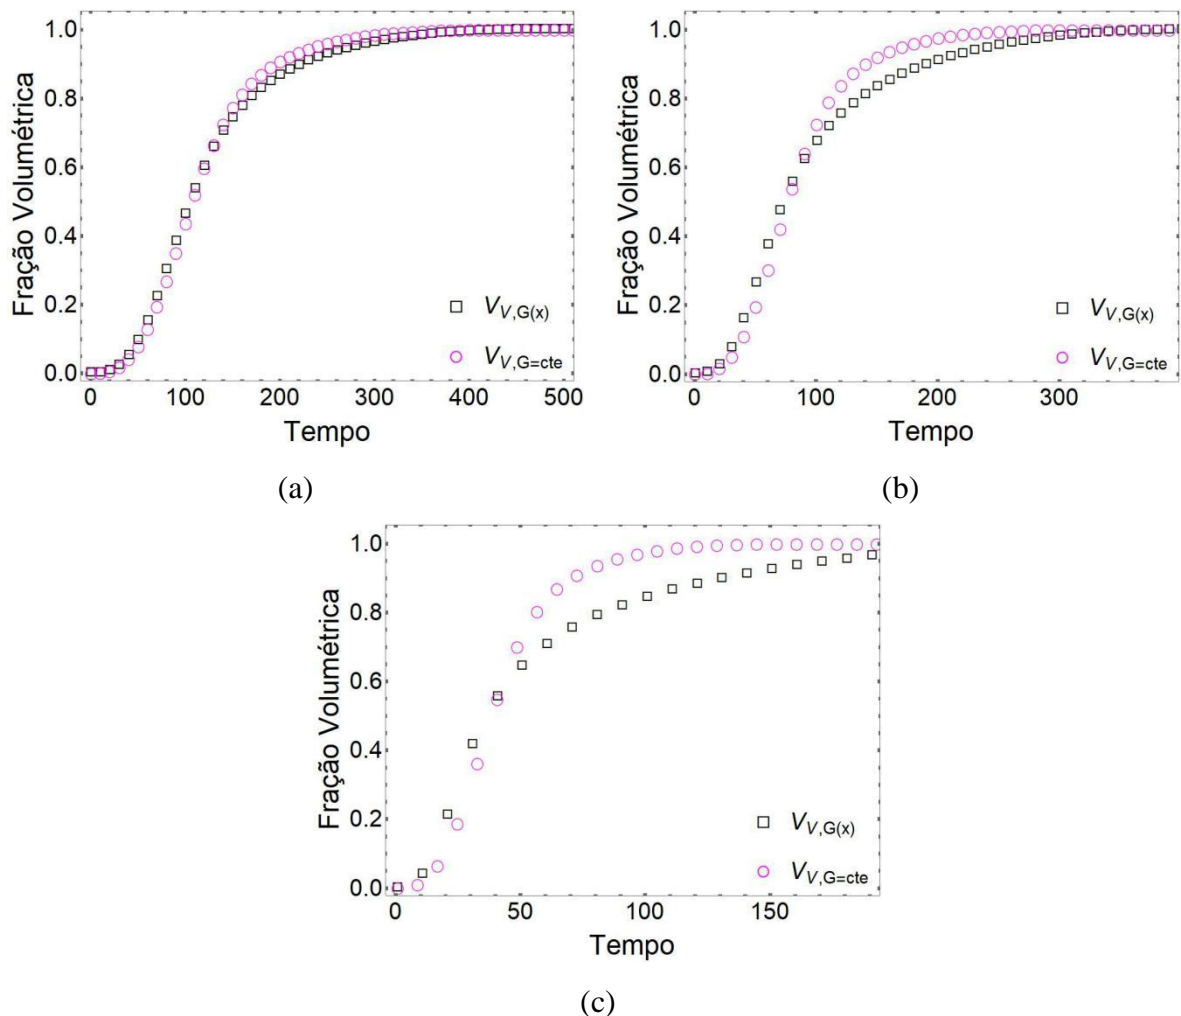 1.0
0.8
0.6
0.4
0.2
0.0
Fração Volumétrica
V_{V,G(x)}
V_{V,G=cte}
0 100 200 300 400 500
Tempo
(a)
1.0
0.8
0.6
0.4
0.2
0.0
Fração Volumétrica
V_{V,G(x)}
V_{V,G=cte}
0 100 200 300
Tempo
(b)
1.0
0.8
0.6
0.4
0.2
0.0
Fração Volumétrica
V_{V,G(x)}
V_{V,G=cte}
0 50 100 150
Tempo
(c)